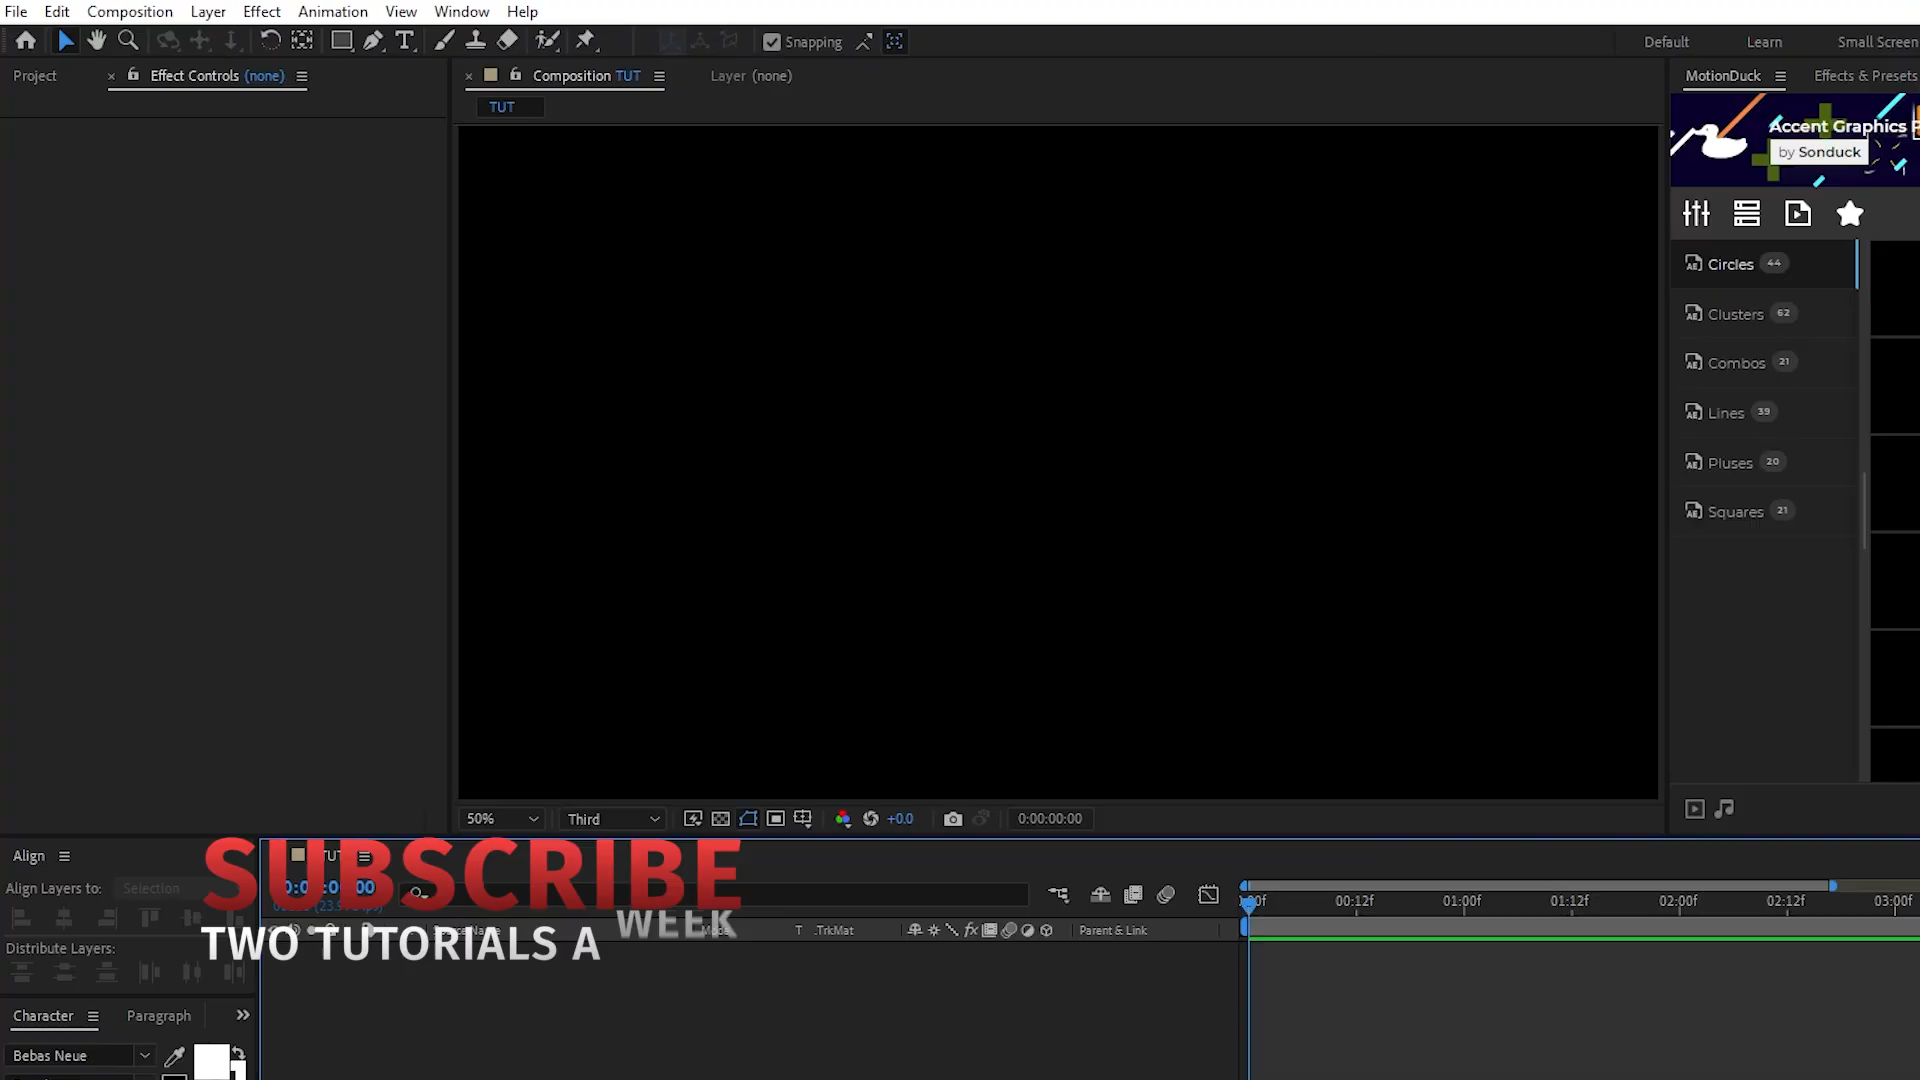 File Edit Composition Layer Effect Animation View Window Help
Snapping Default Learn Small Screen
Project × Effect Controls (none) × Composition TUT Layer (none) MotionDuck Effects & Presets
TUT
Accent Graphics P
by Sonduck
Circles 44
Clusters 62
Combos 21
Lines 39
Pluses 20
Squares 21
50% Third +0.0 0:00:00:00
Align TUT
SUBSCRIBE
Align Layers to: Selection
00:12f 01:00f 01:12f 02:00f 02:12f 03:00f
WEEK
T .TrkMat fx Parent & Link
TWO TUTORIALS A
Distribute Layers:
Character Paragraph
Bebas Neue